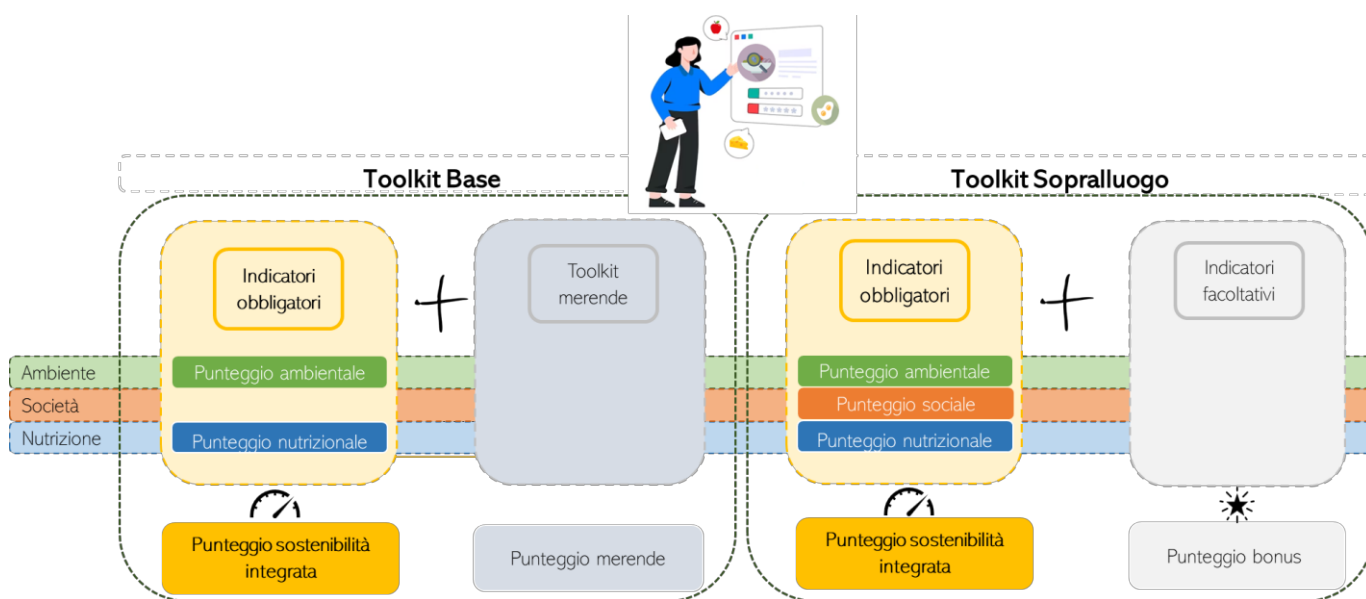 Toolkit Base
Toolkit Sopralluogo
Indicatori
obbligatori
Toolkit
merende
Indicatori
obbligatori
Indicatori
facoltativi
Ambiente
Punteggio ambientale
Punteggio ambientale
Società
Punteggio sociale
Nutrizione
Punteggio nutrizionale
Punteggio nutrizionale
Punteggio sostenibilità
integrata
Punteggio merende
Punteggio sostenibilità
integrata
Punteggio bonus